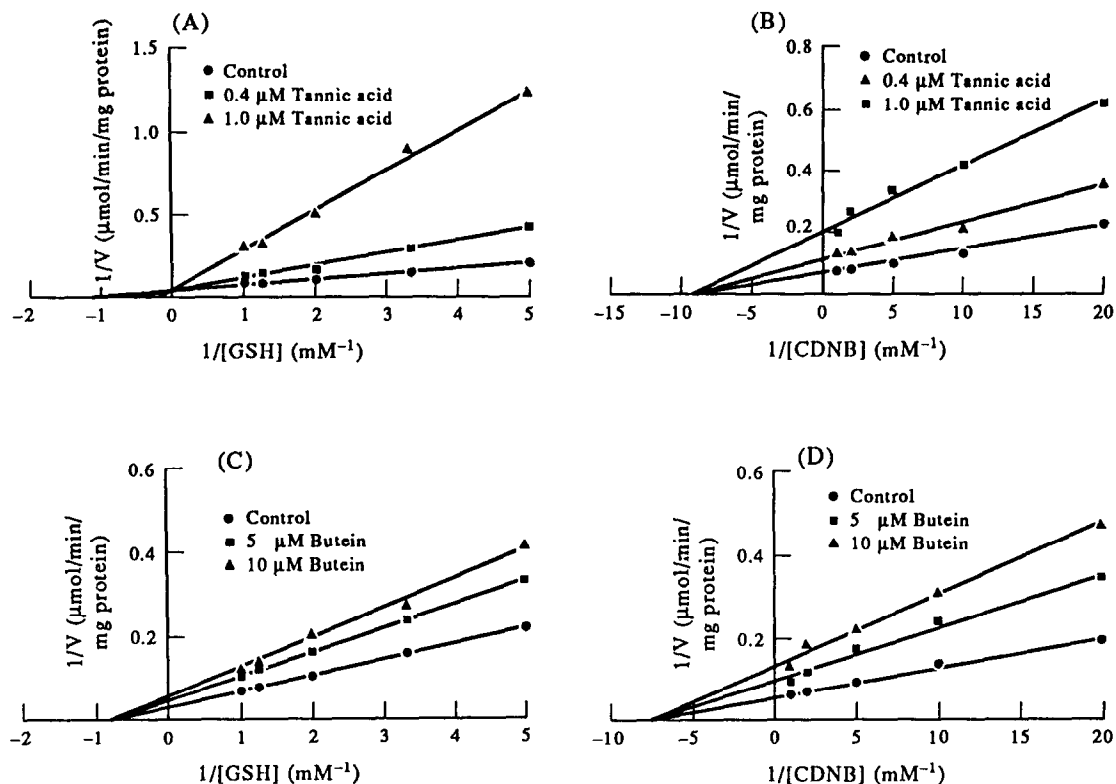 (A)
1.5
1.0
0.5
1/V (μmol/min/mg protein)
● Control
■ 0.4 μM Tannic acid
▲ 1.0 μM Tannic acid
-2 -1 0 1 2 3 4 5
1/[GSH] (mM⁻¹)
(B)
0.8
0.6
0.4
0.2
1/V (μmol/min/
mg protein)
● Control
▲ 0.4 μM Tannic acid
■ 1.0 μM Tannic acid
-15 -10 -5 0 5 10 15 20
1/[CDNB] (mM⁻¹)
(C)
0.6
0.4
0.2
1/V (μmol/min/
mg protein)
● Control
■ 5 μM Butein
▲ 10 μM Butein
-2 -1 0 1 2 3 4 5
1/[GSH] (mM⁻¹)
(D)
0.6
0.4
0.2
1/V (μmol/min/
mg protein)
● Control
■ 5 μM Butein
▲ 10 μM Butein
-10 -5 0 5 10 15 20
1/[CDNB] (mM⁻¹)